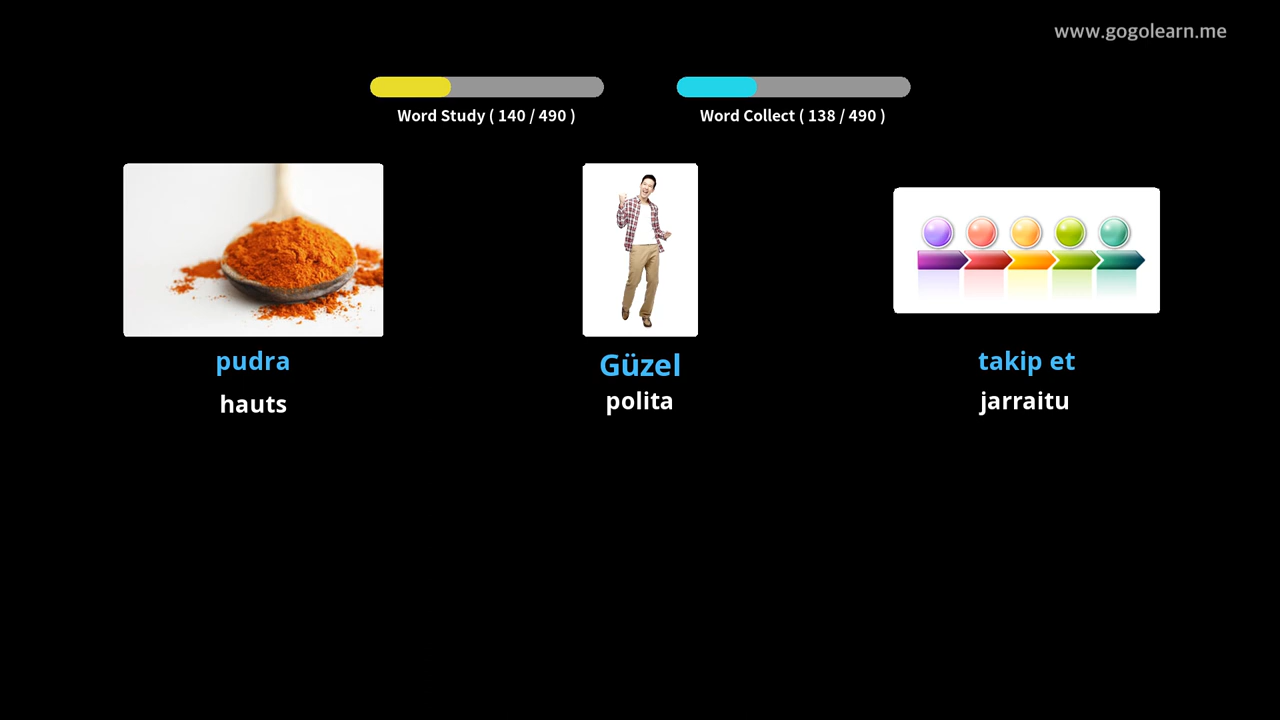 www.gogolearn.me
Word Study ( 140 / 490 )
Word Collect ( 138 / 490 )
pudra
hauts
Güzel
polita
takip et
jarraitu